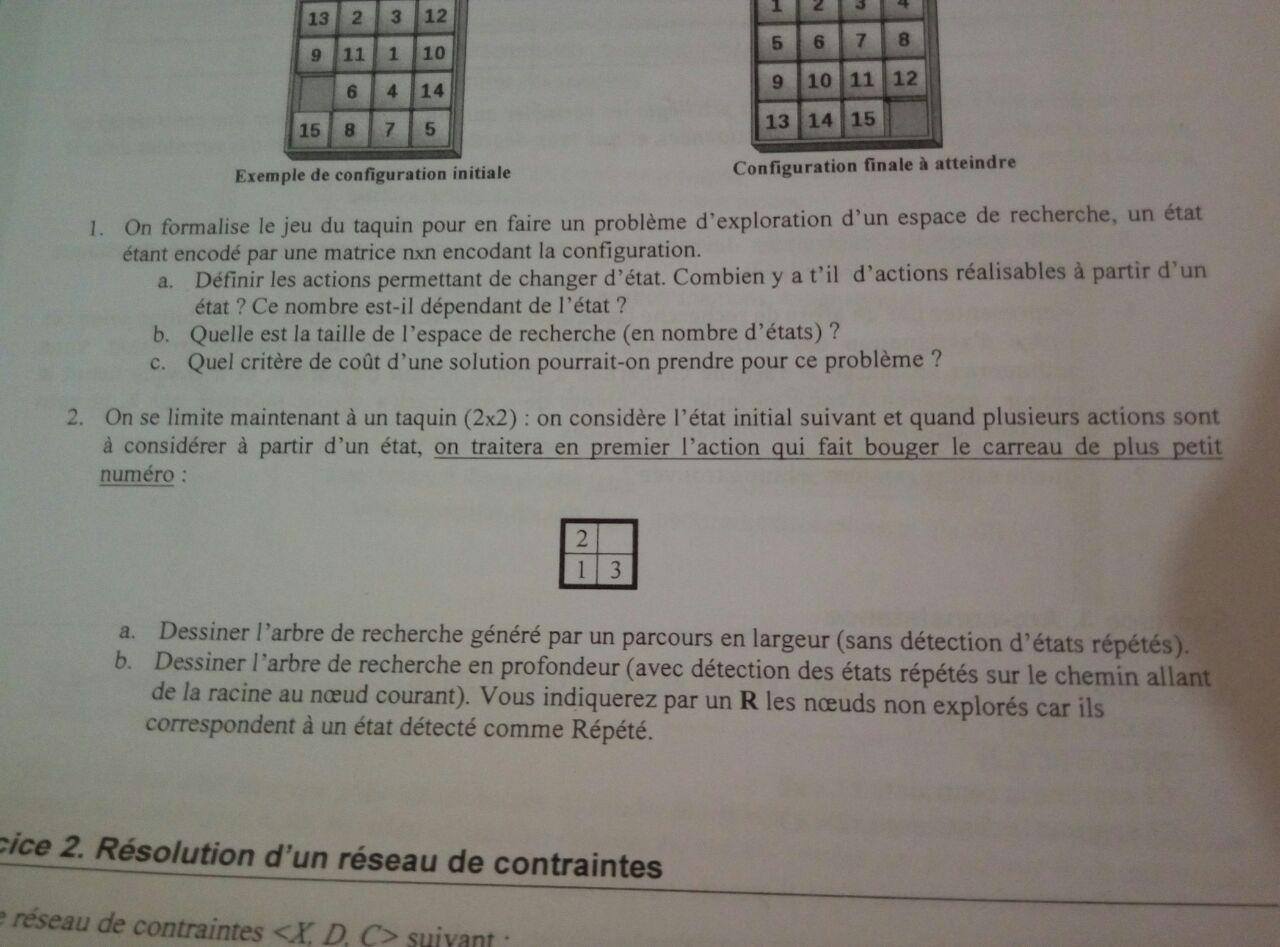 13 2 3 12
9 11 1 10
6 4 14
15 8 7 5
Exemple de configuration initiale
1 2 3 4
5 6 7 8
9 10 11 12
13 14 15
Configuration finale à atteindre
1. On formalise le jeu du taquin pour en faire un problème d'exploration d'un espace de recherche, un état
étant encodé par une matrice nxn encodant la configuration.
a. Définir les actions permettant de changer d'état. Combien y a t'il d'actions réalisables à partir d'un
état ? Ce nombre est-il dépendant de l'état ?
b. Quelle est la taille de l'espace de recherche (en nombre d'états) ?
c. Quel critère de coût d'une solution pourrait-on prendre pour ce problème ?
2. On se limite maintenant à un taquin (2x2) : on considère l'état initial suivant et quand plusieurs actions sont
à considérer à partir d'un état, on traitera en premier l'action qui fait bouger le carreau de plus petit
numéro :
2
1 3
a. Dessiner l'arbre de recherche généré par un parcours en largeur (sans détection d'états répétés).
b. Dessiner l'arbre de recherche en profondeur (avec détection des états répétés sur le chemin allant
de la racine au nœud courant). Vous indiquerez par un R les nœuds non explorés car ils
correspondent à un état détecté comme Répété.
cice 2. Résolution d'un réseau de contraintes
e réseau de contraintes <X, D, C> suivant :